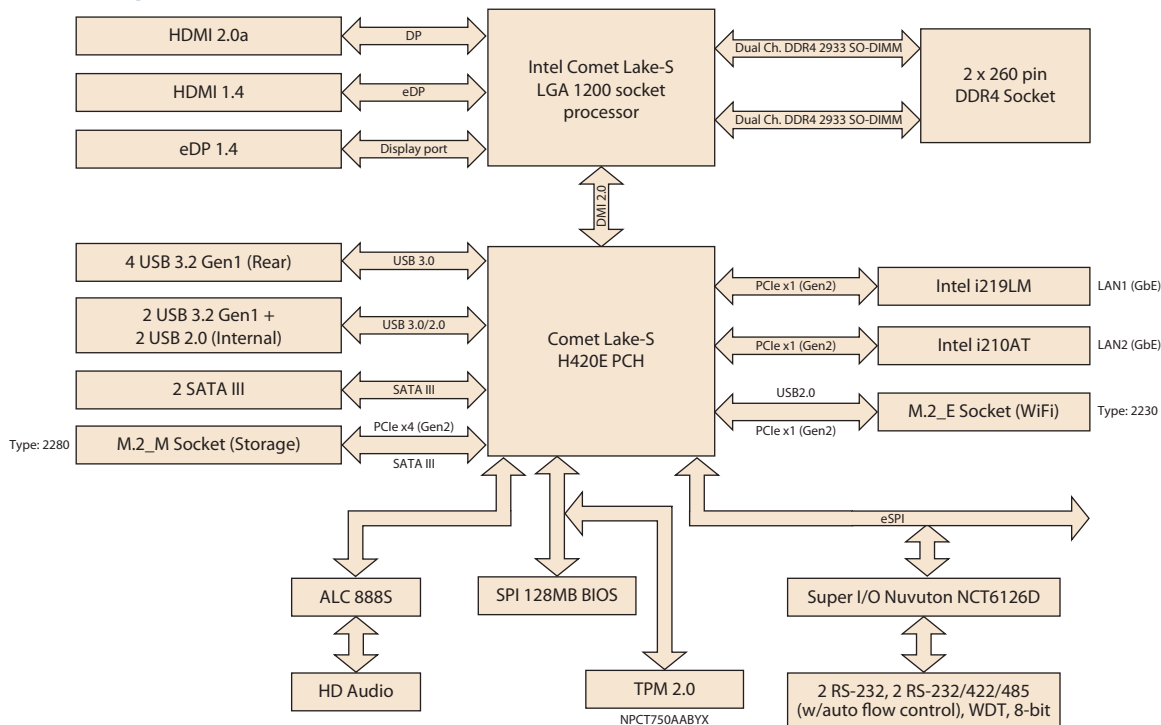 HDMI 2.0a
DP
HDMI 1.4
eDP
eDP 1.4
Display port
Intel Comet Lake-S
LGA 1200 socket
processor
Dual Ch. DDR4 2933 SO-DIMM
Dual Ch. DDR4 2933 SO-DIMM
2 x 260 pin
DDR4 Socket
DMI 2.0
4 USB 3.2 Gen1 (Rear)
USB 3.0
2 USB 3.2 Gen1 +
2 USB 2.0 (Internal)
USB 3.0/2.0
2 SATA III
SATA III
Type: 2280
M.2_M Socket (Storage)
PCIe x4 (Gen2)
SATA III
Comet Lake-S
H420E PCH
PCIe x1 (Gen2)
Intel i219LM
LAN1 (GbE)
PCIe x1 (Gen2)
Intel i210AT
LAN2 (GbE)
USB2.0
PCIe x1 (Gen2)
M.2_E Socket (WiFi)
Type: 2230
eSPI
ALC 888S
HD Audio
SPI 128MB BIOS
TPM 2.0
NPCT750AABYX
Super I/O Nuvuton NCT6126D
2 RS-232, 2 RS-232/422/485
(w/auto flow control), WDT, 8-bit